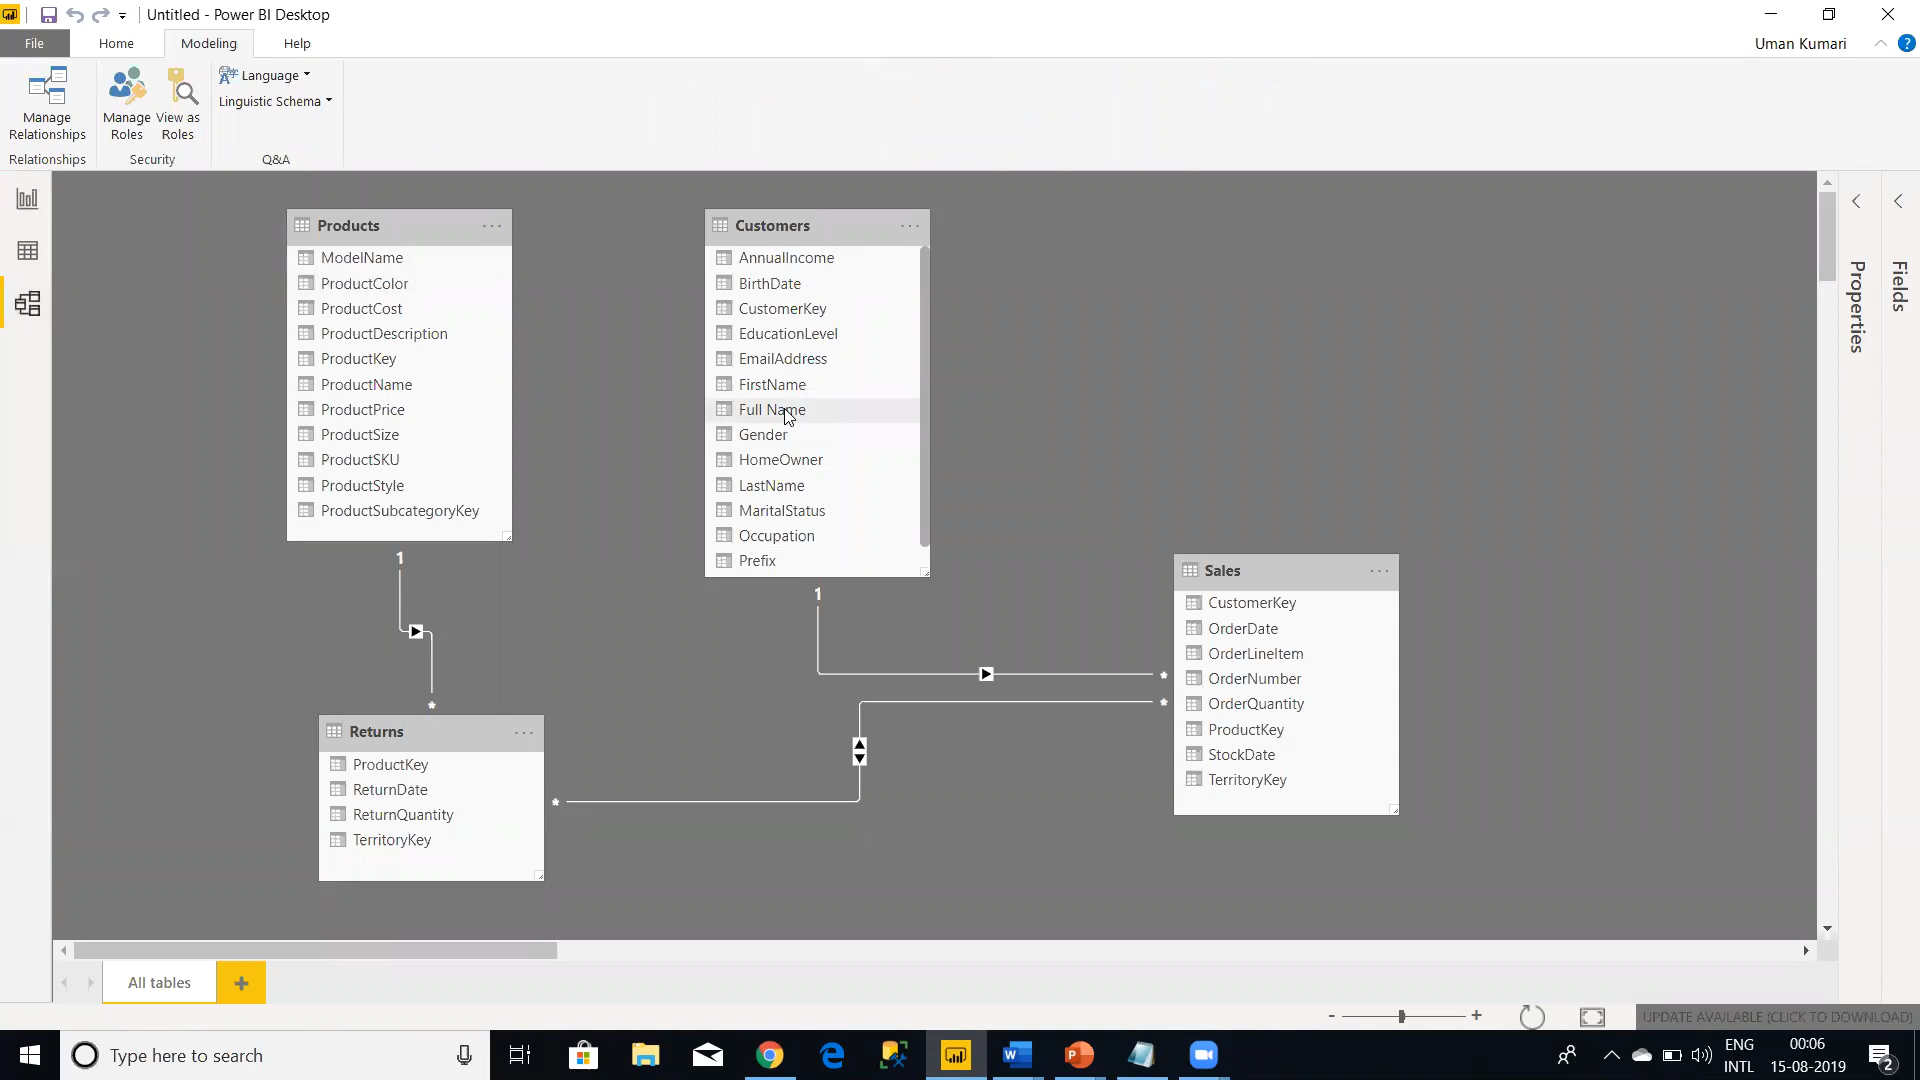 Untitled - Power BI Desktop
File
Home
Modeling
Help
Uman Kumari
?
Manage
Relationships
Manage
Roles
View as
Roles
Language
Linguistic Schema
Relationships
Security
Q&A
Products
...
ModelName
ProductColor
ProductCost
ProductDescription
ProductKey
ProductName
ProductPrice
ProductSize
ProductSKU
ProductStyle
ProductSubcategoryKey
Customers
...
AnnualIncome
BirthDate
CustomerKey
EducationLevel
EmailAddress
FirstName
Full Name
Gender
HomeOwner
LastName
MaritalStatus
Occupation
Prefix
Properties
Fields
1
1
*
*
*
*
Sales
...
CustomerKey
OrderDate
OrderLineItem
OrderNumber
OrderQuantity
ProductKey
StockDate
TerritoryKey
Returns
...
ProductKey
ReturnDate
ReturnQuantity
TerritoryKey
All tables
+
- +
UPDATE AVAILABLE (CLICK TO DOWNLOAD)
Type here to search
ENG
INTL
00:06
15-08-2019
2